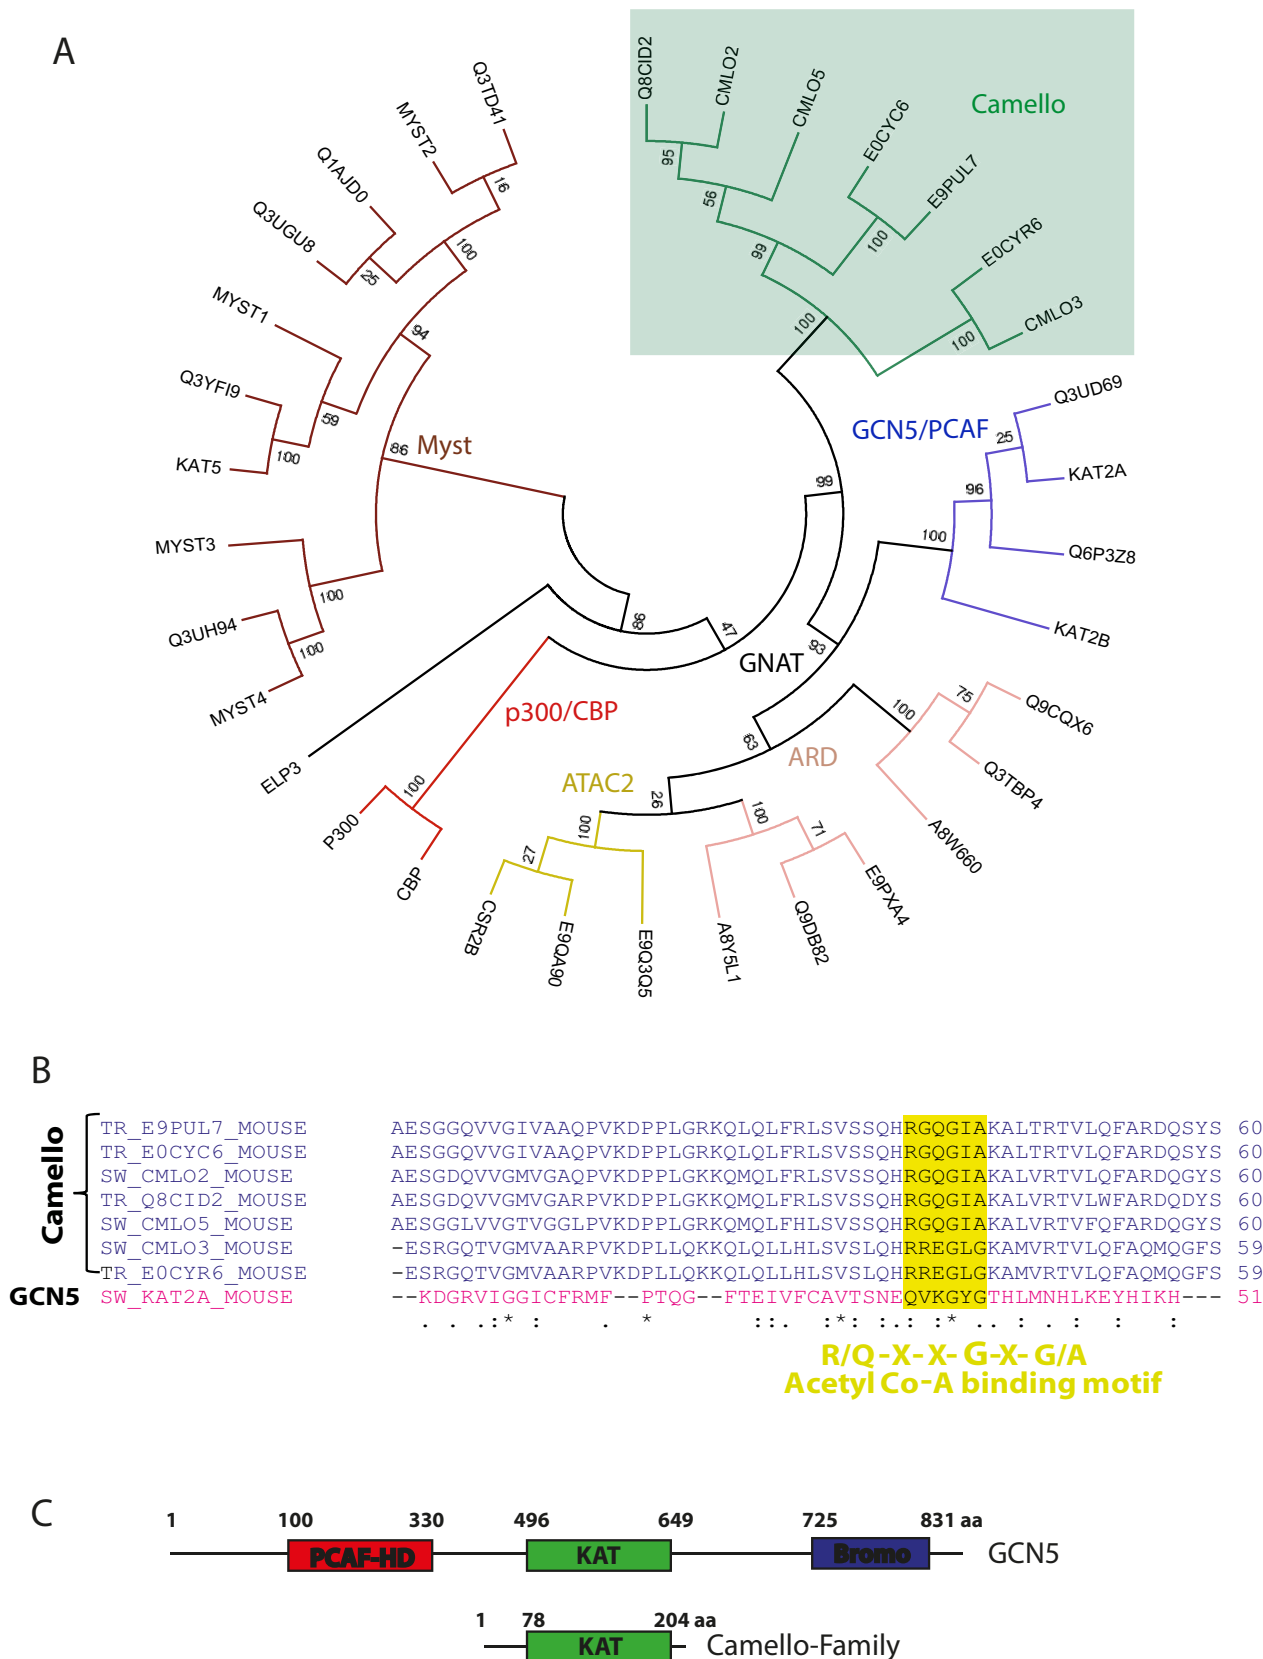 A
Q8CID2
CMLO2
CMLO5
E0CYC6
E9PUL7
E0CYR6
CMLO3
Camello
95
56
99
100
100
100
Q3TD41
MYST2
Q1AJD0
Q3UGU8
MYST1
Q3YFI9
KAT5
MYST3
Q3UH94
MYST4
16
100
25
94
59
100
86
Myst
100
100
GCN5/PCAF
Q3UD69
KAT2A
Q6P3Z8
KAT2B
25
96
100
99
93
GNAT
86
47
63
ELP3
p300/CBP
P300
CBP
100
ATAC2
26
100
27
CSR2B
E9QA90
E9Q3Q5
ARD
100
75
Q9CQX6
Q3TBP4
A8W660
100
71
E9PXA4
Q9DB82
A8Y5L1
B
Camello
TR_E9PUL7_MOUSE AESGGQVVGIVAAQPVKDPPLGRKQLQLFRLSVSSQHRGQGIAKALTRTVLQFARDQSYS 60
TR_E0CYC6_MOUSE AESGGQVVGIVAAQPVKDPPLGRKQLQLFRLSVSSQHRGQGIAKALTRTVLQFARDQSYS 60
SW_CMLO2_MOUSE AESGDQVVGMVGAQPVKDPPLGKKQMQLFRLSVSSQHRGQGIAKALVRTVLQFARDQSYS 60
TR_Q8CID2_MOUSE AESGDQVVGMVGARPVKDPPLGKKQMQLFRLSVSSQHRGQGIAKALVRTVLWFARDQDYS 60
SW_CMLO5_MOUSE AESGGLVVGTVGGLPVKDPPLGRKQMQLFHLSVSSQHRGQGIAKALVRTVFQFARDQGYS 60
SW_CMLO3_MOUSE -ESRGQTVGMVAARPVKDPLLQKKQLQLLHLSVSLQHRREGLGKAMVRTVLQFAQMQGFS 59
TR_E0CYR6_MOUSE -ESRGQTVGMVAARPVKDPLLQKKQLQLLHLSVSLQHRREGLGKAMVRTVLQFAQMQGFS 59
GCN5 SW_KAT2A_MOUSE --KDGRVIGGICFRMF--PTQG--FTEIVFCAVTSNEQVKGYGTHLMNHLKEYHIKH--- 51
. . .:* : . * ::. :*: :.: :* .. : . : : :
R/Q-X-X-G-X-G/A
Acetyl Co-A binding motif
C
1 100 330 496 649 725 831 aa
PCAF-HD KAT Bromo GCN5
1 78 204 aa
KAT Camello-Family